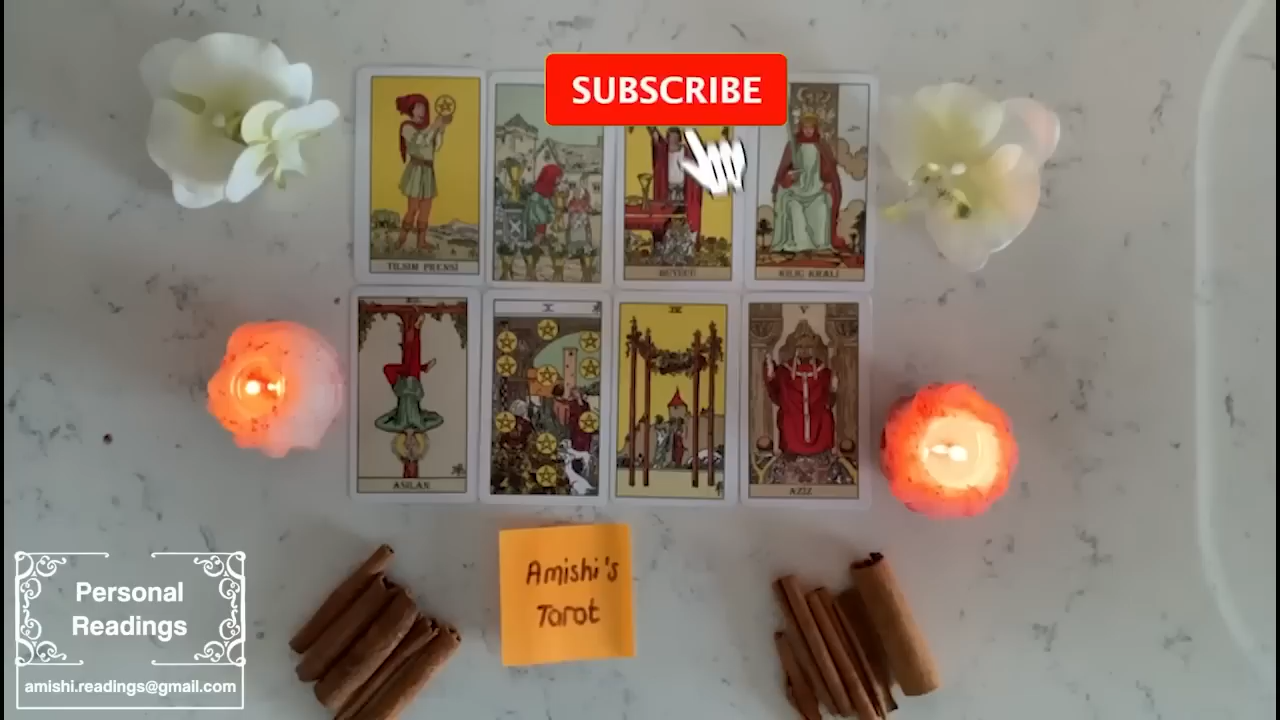 SUBSCRIBE
TILSIM PRENSİ
BÜYÜCÜ
KILIÇ KRALI
ASILAN
X
V
AZİZ
Amishi's
Tarot
Personal
Readings
amishi.readings@gmail.com